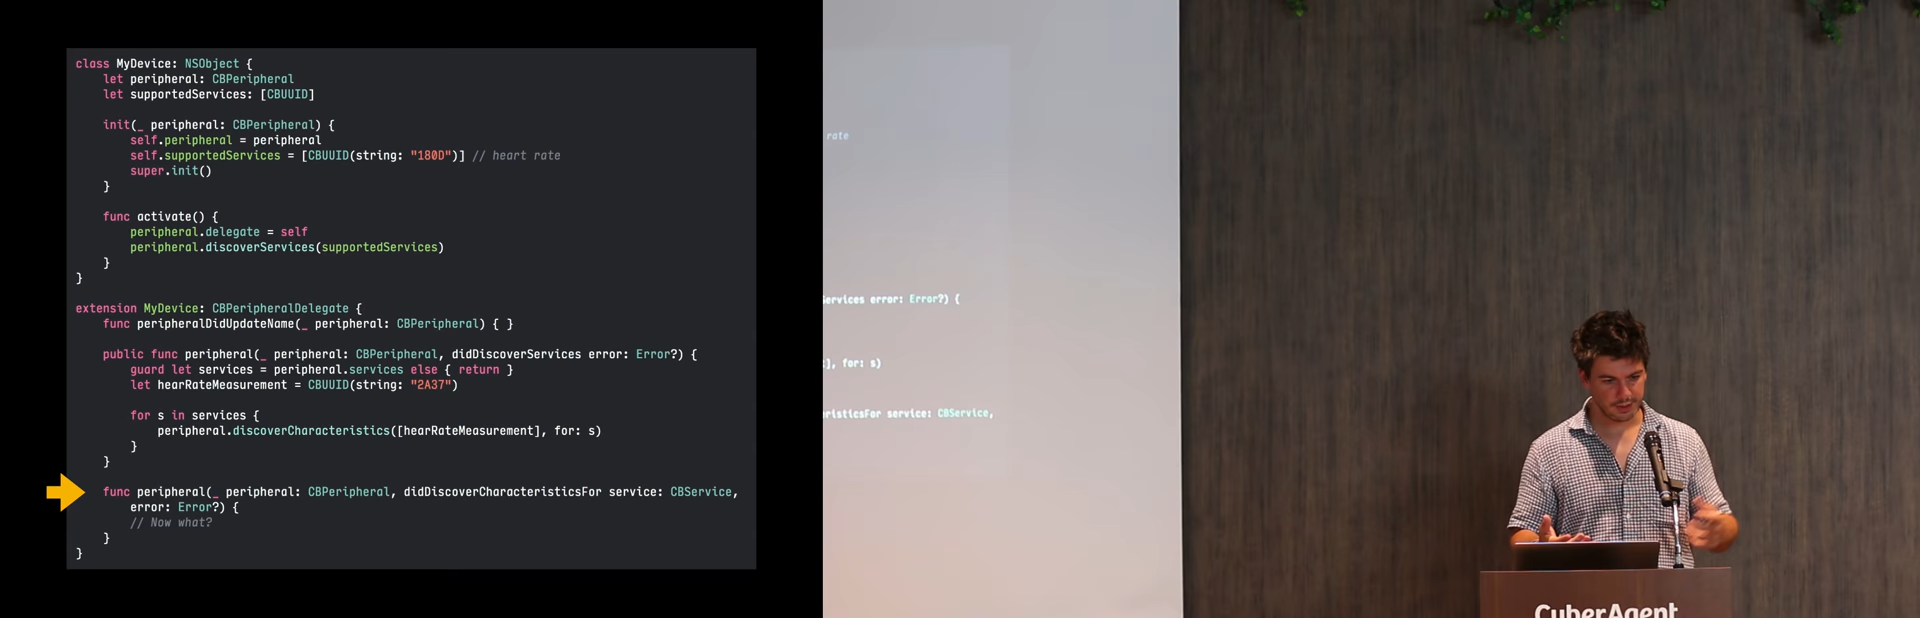 class MyDevice: NSObject {
let peripheral: CBPeripheral
let supportedServices: [CBUUID]
init(_ peripheral: CBPeripheral) {
self.peripheral = peripheral
self.supportedServices = [CBUUID(string: "180D")] // heart rate
super.init()
}
func activate() {
peripheral.delegate = self
peripheral.discoverServices(supportedServices)
}
}
extension MyDevice: CBPeripheralDelegate {
func peripheralDidUpdateName(_ peripheral: CBPeripheral) { }
public func peripheral(_ peripheral: CBPeripheral, didDiscoverServices error: Error?) {
guard let services = peripheral.services else { return }
let hearRateMeasurement = CBUUID(string: "2A37")
for s in services {
peripheral.discoverCharacteristics([hearRateMeasurement], for: s)
}
}
func peripheral(_ peripheral: CBPeripheral, didDiscoverCharacteristicsFor service: CBService,
error: Error?) {
// Now what?
}
}
rate
Services error: Error?) {
], for: s)
risticsFor service: CBService,
CyberAgent